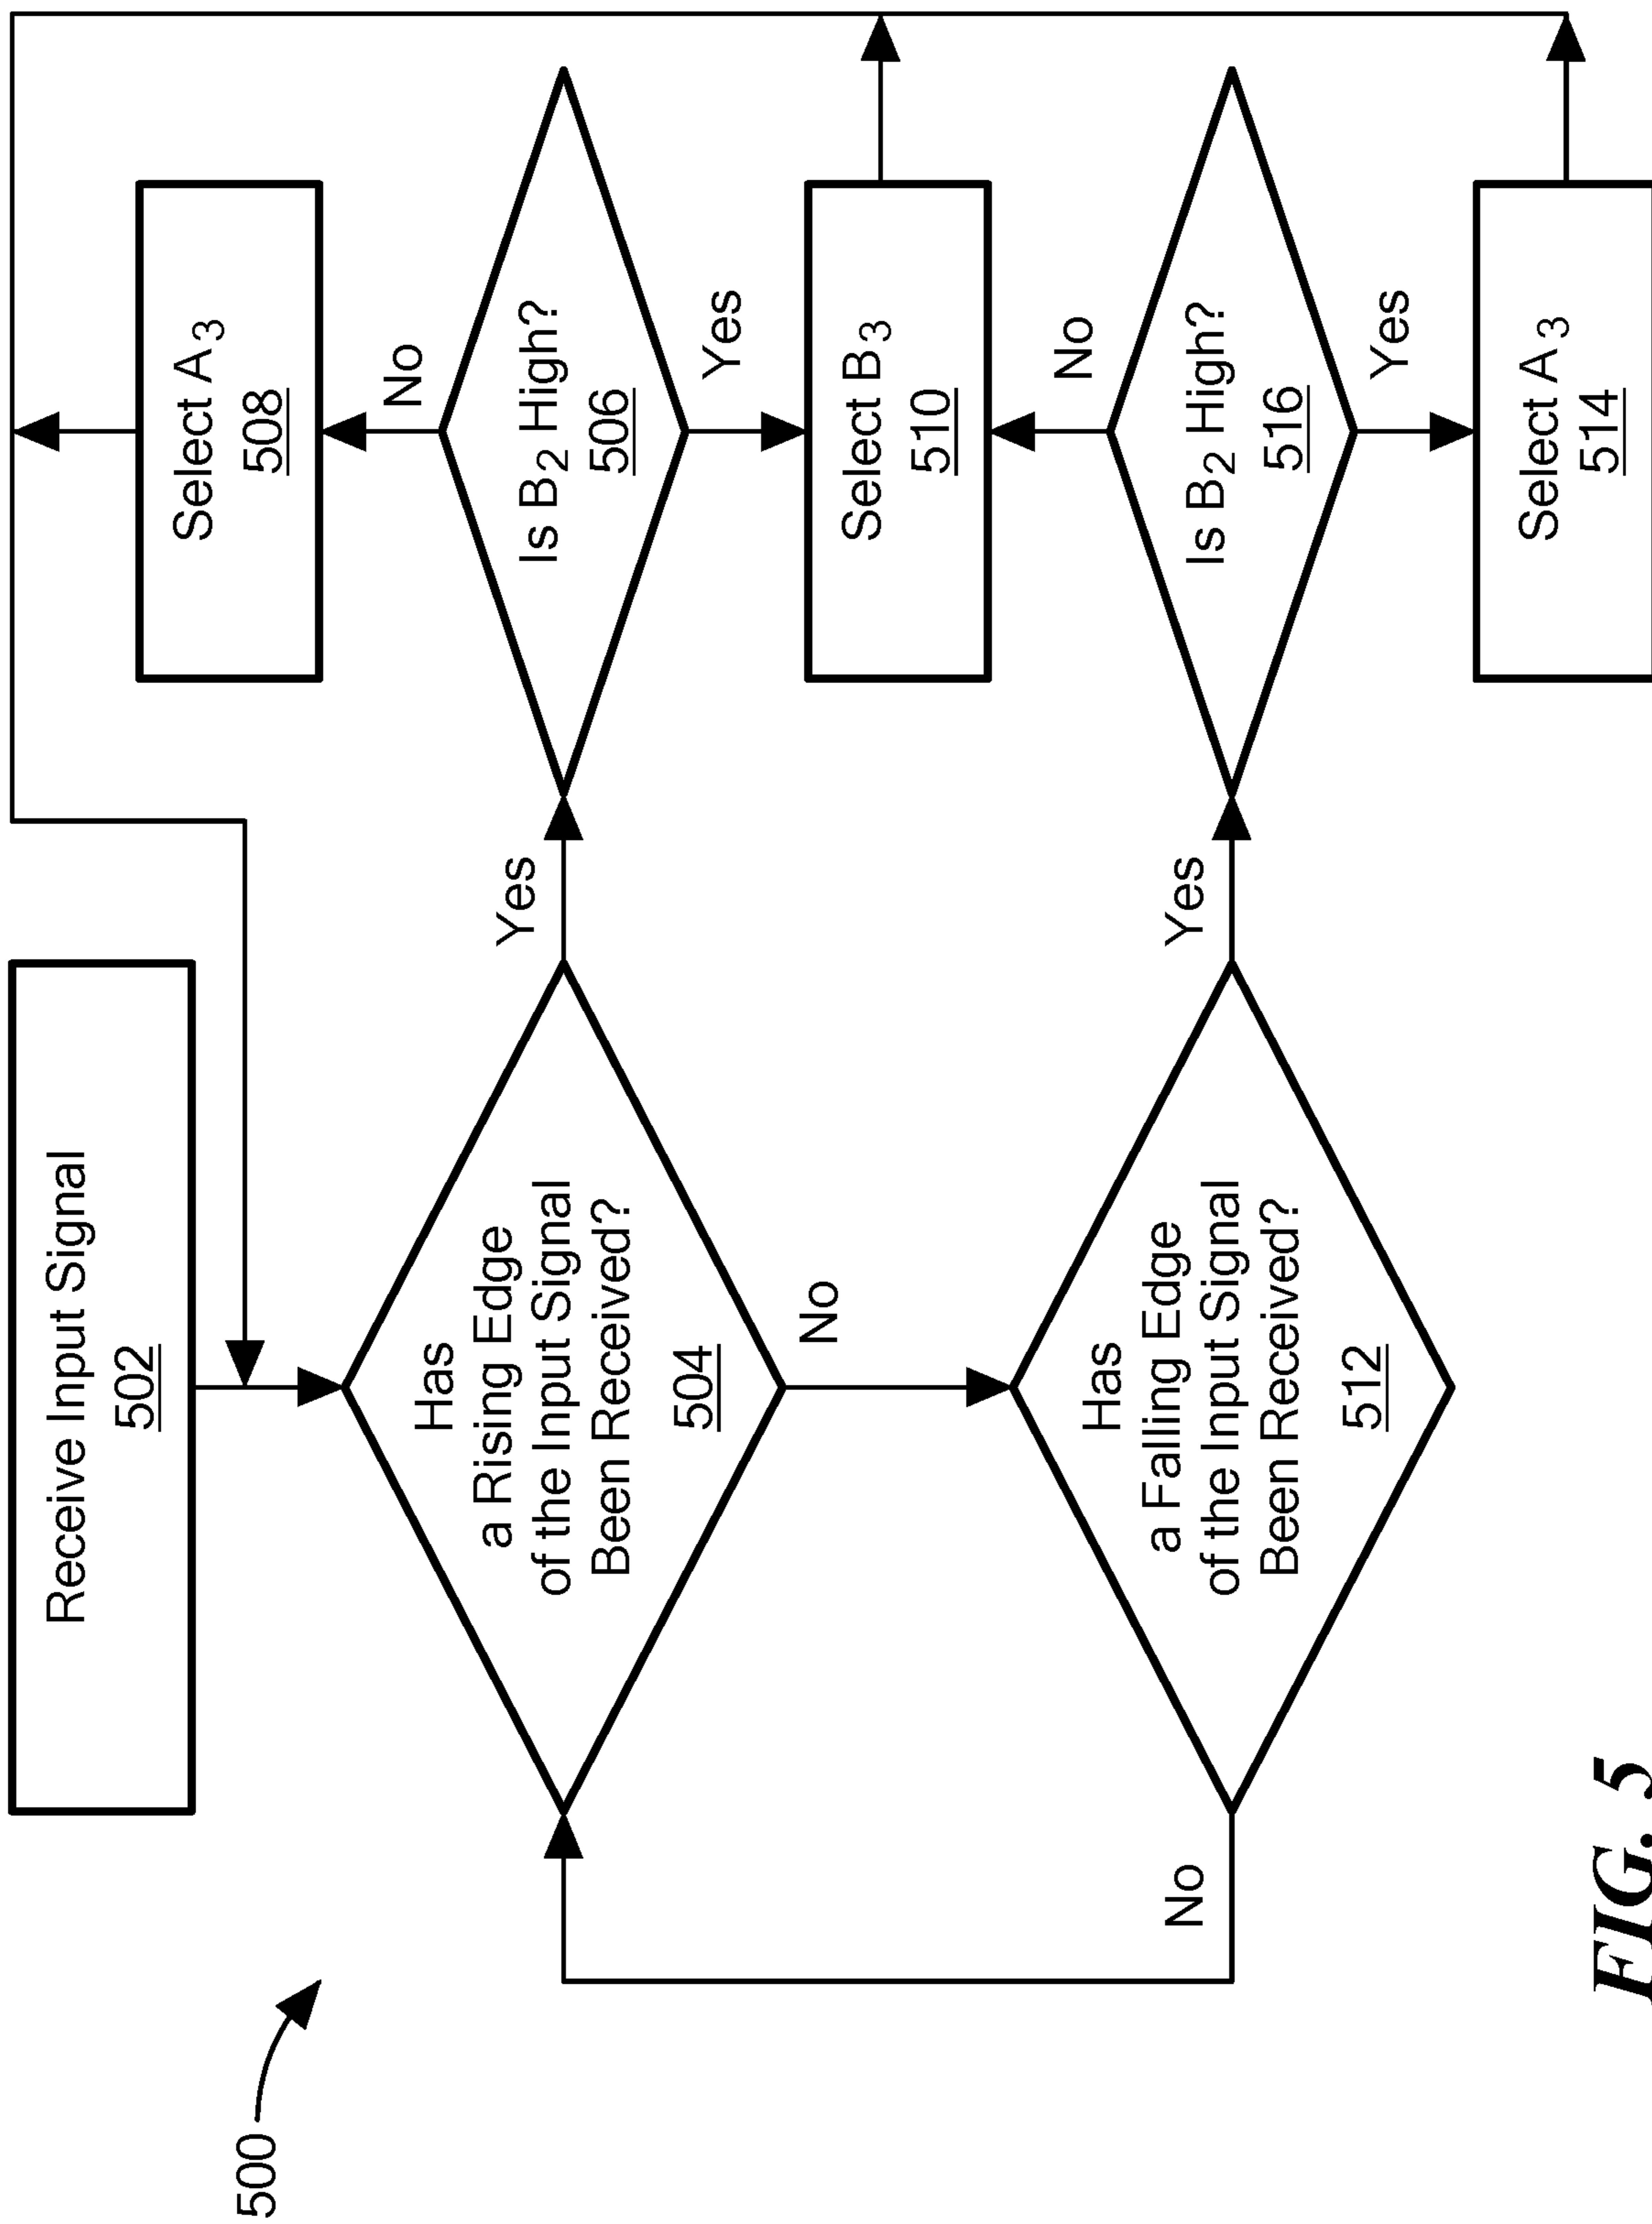 500
Receive Input Signal
502
Has
a Rising Edge
of the Input Signal
Been Received?
504
Yes
No
Is B₂ High?
506
No
Yes
Select A₃
508
Select B₃
510
Has
a Falling Edge
of the Input Signal
Been Received?
512
No
Yes
Is B₂ High?
516
No
Yes
Select A₃
514
FIG. 5